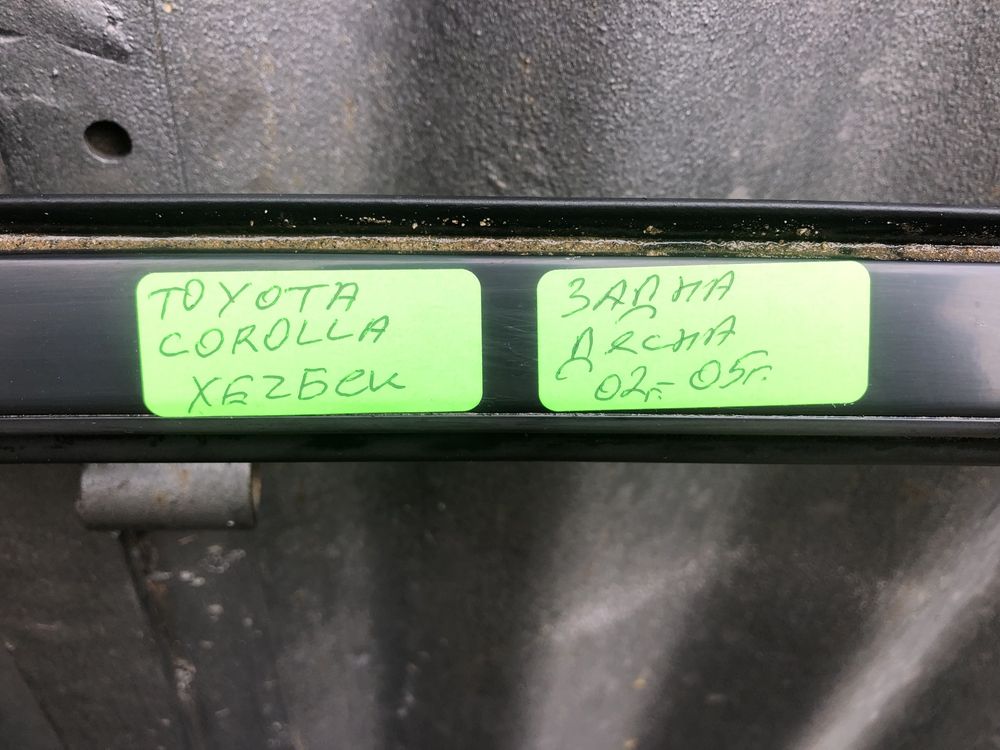 TOYOTA
COROLLA
ХЕЧБЕК
ЗАДНА
ДЯСНА
02г.- 05г.